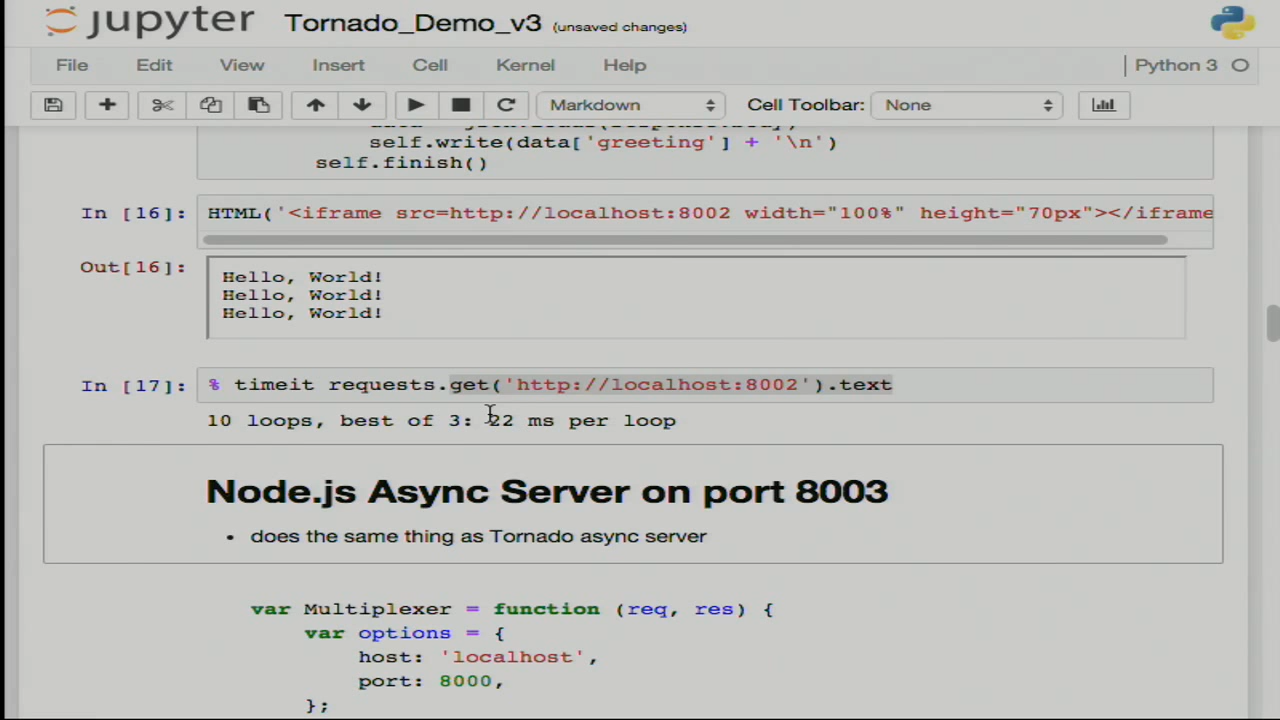 jupyter Tornado_Demo_v3 (unsaved changes)
File Edit View Insert Cell Kernel Help Python 3
Markdown Cell Toolbar: None
self.write(data['greeting'] + '\n')
self.finish()
In [16]: HTML('<iframe src=http://localhost:8002 width="100%" height="70px"></iframe
Out[16]:
Hello, World!
Hello, World!
Hello, World!
In [17]: % timeit requests.get('http://localhost:8002').text
10 loops, best of 3: 22 ms per loop
Node.js Async Server on port 8003
• does the same thing as Tornado async server
var Multiplexer = function (req, res) {
var options = {
host: 'localhost',
port: 8000,
};